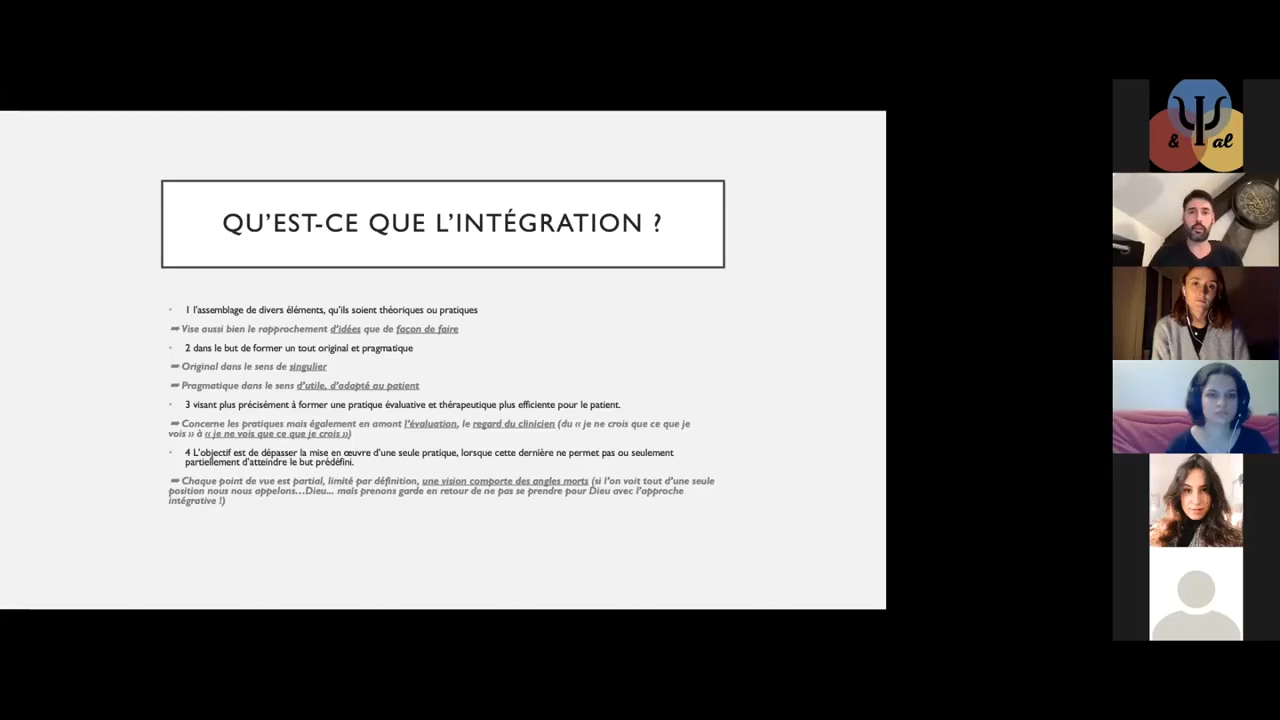 QU'EST-CE QUE L'INTÉGRATION ?
• 1 l'assemblage de divers éléments, qu'ils soient théoriques ou pratiques
➡ Vise aussi bien le rapprochement d'idées que de façon de faire
• 2 dans le but de former un tout original et pragmatique
➡ Original dans le sens de singulier
➡ Pragmatique dans le sens d'utile, d'adapté au patient
• 3 visant plus précisément à former une pratique évaluative et thérapeutique plus efficiente pour le patient.
➡ Concerne les pratiques mais également en amont l'évaluation, le regard du clinicien (du « je ne crois que ce que je
vois » à « je ne vois que ce que je crois »)
• 4 L'objectif est de dépasser la mise en œuvre d'une seule pratique, lorsque cette dernière ne permet pas ou seulement
partiellement d'atteindre le but prédéfini.
➡ Chaque point de vue est partial, limité par définition, une vision comporte des angles morts (si l'on voit tout d'une seule
position nous nous appelons…Dieu... mais prenons garde en retour de ne pas se prendre pour Dieu avec l'approche
intégrative !)
& Ψ al